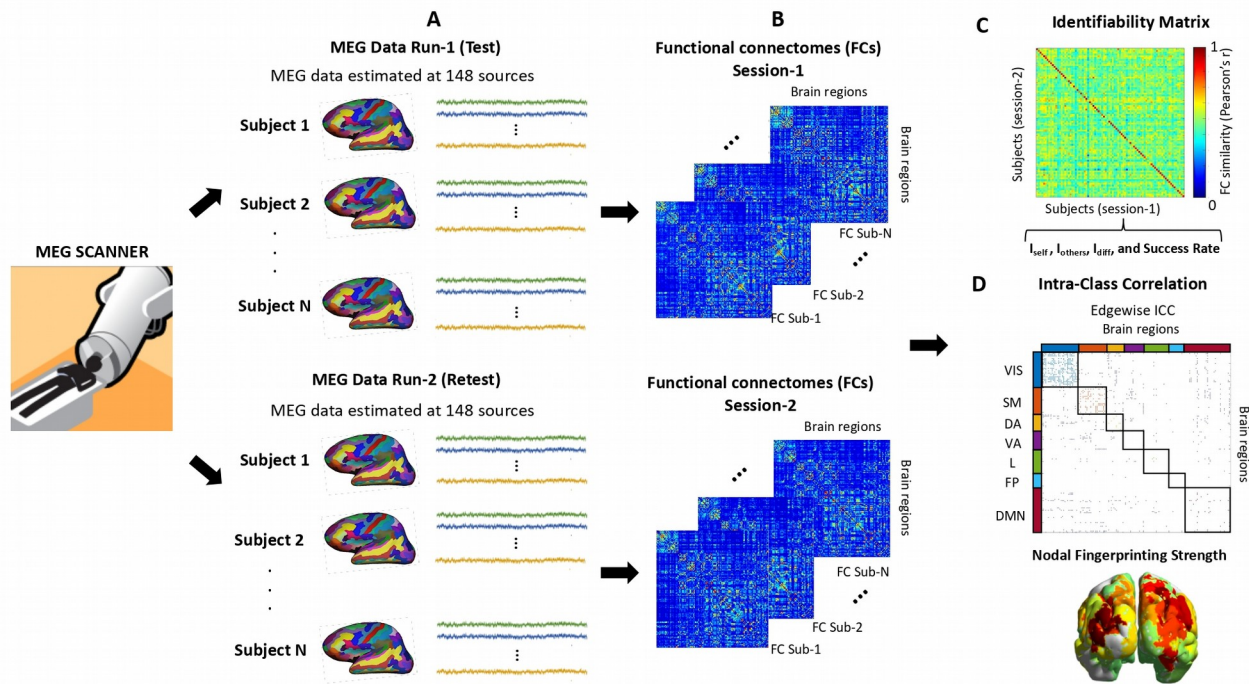 A
MEG Data Run-1 (Test)
MEG data estimated at 148 sources
Subject 1
Subject 2
Subject N
MEG SCANNER
MEG Data Run-2 (Retest)
MEG data estimated at 148 sources
Subject 1
Subject 2
Subject N
B
Functional connectomes (FCs)
Session-1
Brain regions
Brain regions
FC Sub-N
FC Sub-2
FC Sub-1
Functional connectomes (FCs)
Session-2
Brain regions
Brain regions
FC Sub-N
FC Sub-2
FC Sub-1
C
Identifiability Matrix
Subjects (session-2)
1
FC similarity (Pearson's r)
0
Subjects (session-1)
Iself , Iothers, Idiff, and Success Rate
D
Intra-Class Correlation
Edgewise ICC
Brain regions
VIS
SM
DA
VA
L
FP
DMN
Brain regions
Nodal Fingerprinting Strength